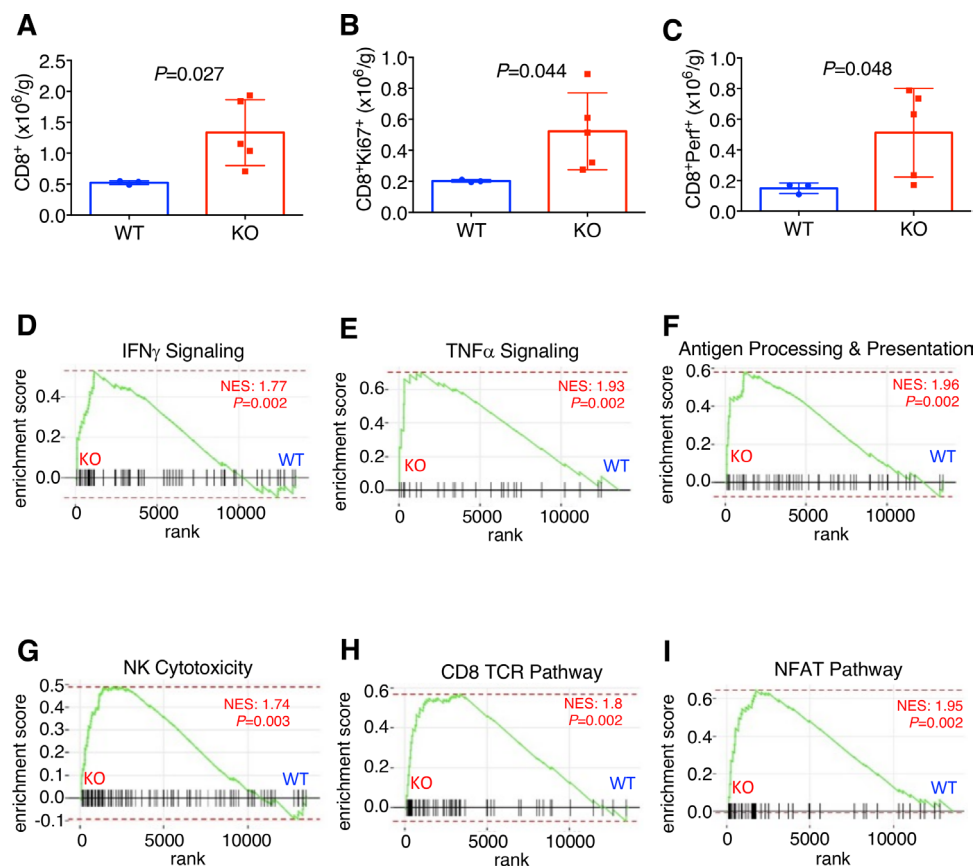 A
CD8⁺ (x10⁶/g)
2.5
2.0
1.5
1.0
0.5
0.0
P=0.027
WT
KO
B
CD8⁺Ki67⁺ (x10⁶/g)
1.0
0.8
0.6
0.4
0.2
0.0
P=0.044
WT
KO
C
CD8⁺Perf⁺ (x10⁶/g)
1.0
0.8
0.6
0.4
0.2
0.0
P=0.048
WT
KO
D
IFNγ Signaling
enrichment score
0.4
0.2
0.0
NES: 1.77
P=0.002
KO
WT
0
5000
10000
rank
E
TNFα Signaling
enrichment score
0.6
0.4
0.2
0.0
NES: 1.93
P=0.002
KO
WT
0
5000
10000
rank
F
Antigen Processing & Presentation
enrichment score
0.6
0.4
0.2
0.0
NES: 1.96
P=0.002
KO
WT
0
5000
10000
rank
G
NK Cytotoxicity
enrichment score
0.5
0.4
0.3
0.2
0.1
0.0
-0.1
NES: 1.74
P=0.003
KO
WT
0
5000
10000
rank
H
CD8 TCR Pathway
enrichment score
0.6
0.4
0.2
0.0
NES: 1.8
P=0.002
KO
WT
0
5000
10000
rank
I
NFAT Pathway
enrichment score
0.6
0.4
0.2
0.0
NES: 1.95
P=0.002
KO
WT
0
5000
10000
rank